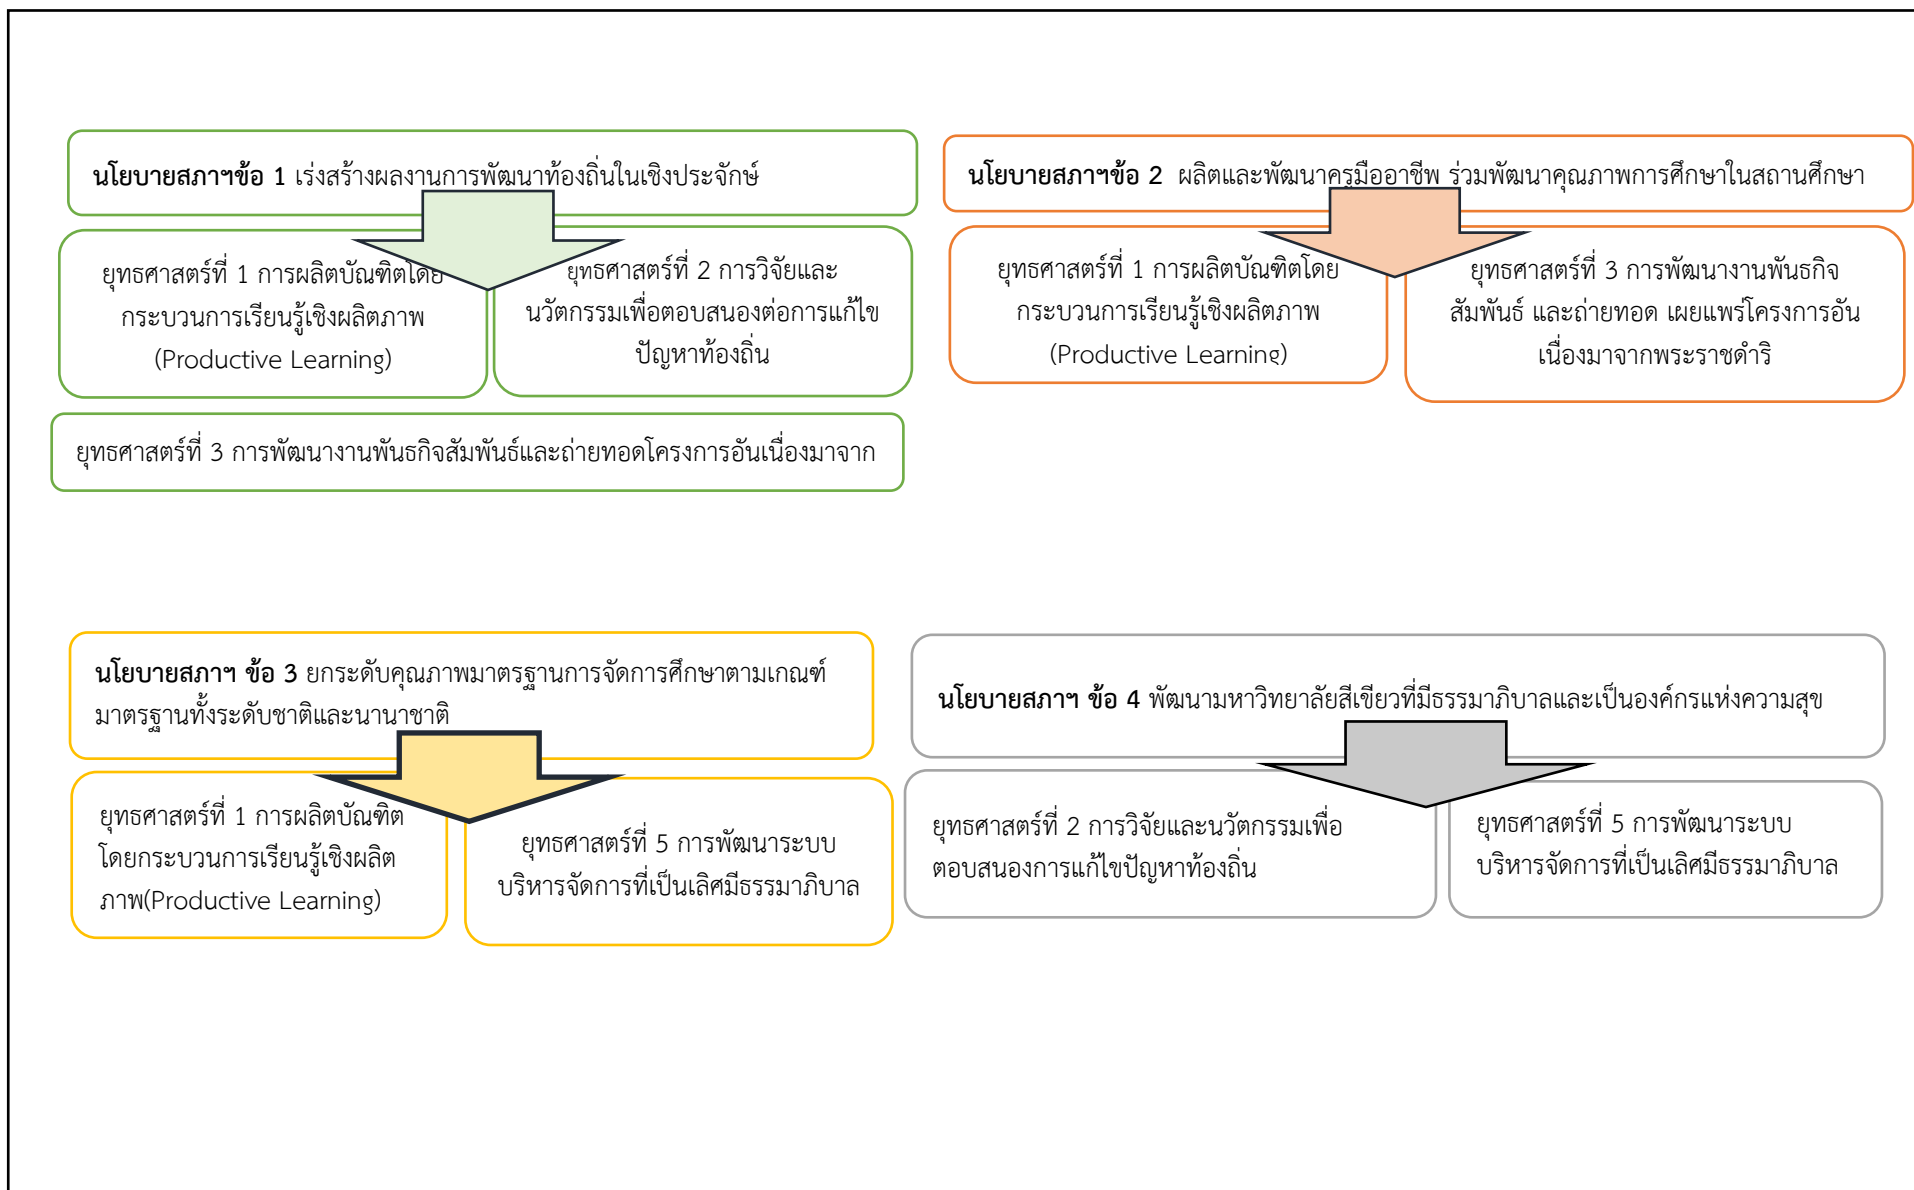 นโยบายสภาฯข้อ 1 เร่งสร้างผลงานการพัฒนาท้องถิ่นในเชิงประจักษ์
ยุทธศาสตร์ที่ 1 การผลิตบัณฑิตโดย
กระบวนการเรียนรู้เชิงผลิตภาพ
(Productive Learning)
ยุทธศาสตร์ที่ 2 การวิจัยและ
นวัตกรรมเพื่อตอบสนองต่อการแก้ไข
ปัญหาท้องถิ่น
ยุทธศาสตร์ที่ 3 การพัฒนางานพันธกิจสัมพันธ์และถ่ายทอดโครงการอันเนื่องมาจาก
นโยบายสภาฯข้อ 2 ผลิตและพัฒนาครูมืออาชีพ ร่วมพัฒนาคุณภาพการศึกษาในสถานศึกษา
ยุทธศาสตร์ที่ 1 การผลิตบัณฑิตโดย
กระบวนการเรียนรู้เชิงผลิตภาพ
(Productive Learning)
ยุทธศาสตร์ที่ 3 การพัฒนางานพันธกิจ
สัมพันธ์ และถ่ายทอด เผยแพร่โครงการอัน
เนื่องมาจากพระราชดำริ
นโยบายสภาฯ ข้อ 3 ยกระดับคุณภาพมาตรฐานการจัดการศึกษาตามเกณฑ์
มาตรฐานทั้งระดับชาติและนานาชาติ
ยุทธศาสตร์ที่ 1 การผลิตบัณฑิต
โดยกระบวนการเรียนรู้เชิงผลิต
ภาพ(Productive Learning)
ยุทธศาสตร์ที่ 5 การพัฒนาระบบ
บริหารจัดการที่เป็นเลิศมีธรรมาภิบาล
นโยบายสภาฯ ข้อ 4 พัฒนามหาวิทยาลัยสีเขียวที่มีธรรมาภิบาลและเป็นองค์กรแห่งความสุข
ยุทธศาสตร์ที่ 2 การวิจัยและนวัตกรรมเพื่อ
ตอบสนองการแก้ไขปัญหาท้องถิ่น
ยุทธศาสตร์ที่ 5 การพัฒนาระบบ
บริหารจัดการที่เป็นเลิศมีธรรมาภิบาล